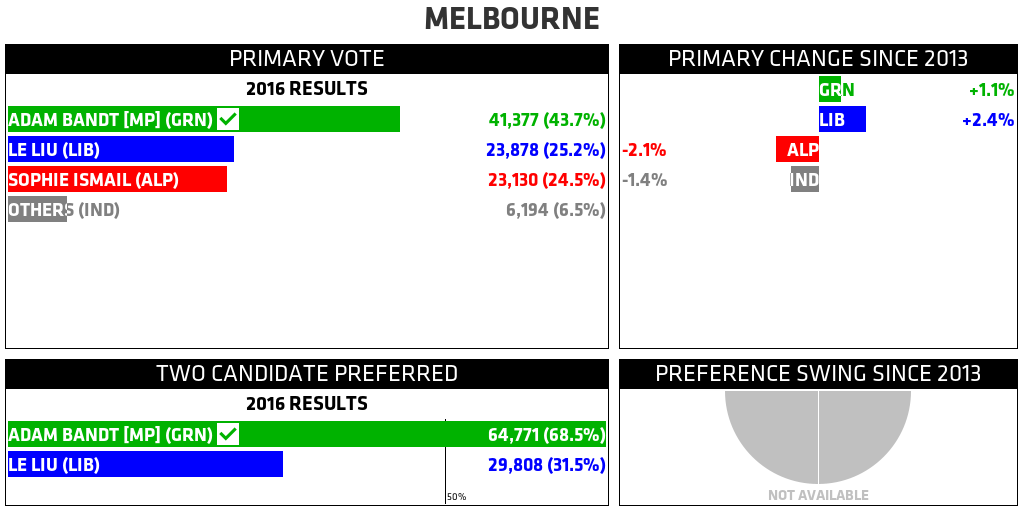 MELBOURNE
PRIMARY VOTE
2016 RESULTS
ADAM BANDT [MP] (GRN) 41,377 (43.7%)
LE LIU (LIB) 23,878 (25.2%)
SOPHIE ISMAIL (ALP) 23,130 (24.5%)
OTHERS (IND) 6,194 (6.5%)
PRIMARY CHANGE SINCE 2013
GRN +1.1%
LIB +2.4%
-2.1% ALP
-1.4% IND
TWO CANDIDATE PREFERRED
2016 RESULTS
ADAM BANDT [MP] (GRN) 64,771 (68.5%)
LE LIU (LIB) 29,808 (31.5%)
50%
PREFERENCE SWING SINCE 2013
NOT AVAILABLE